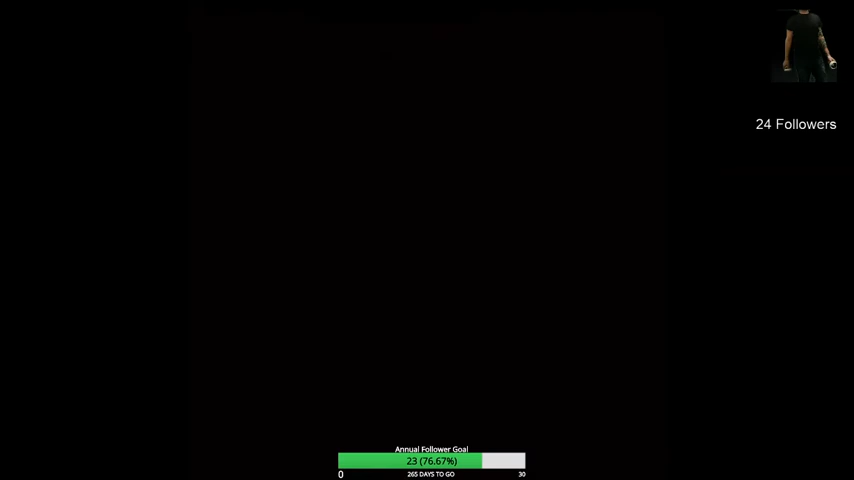 24 Followers
Annual Follower Goal
23 (76.67%)
0
265 DAYS TO GO
30